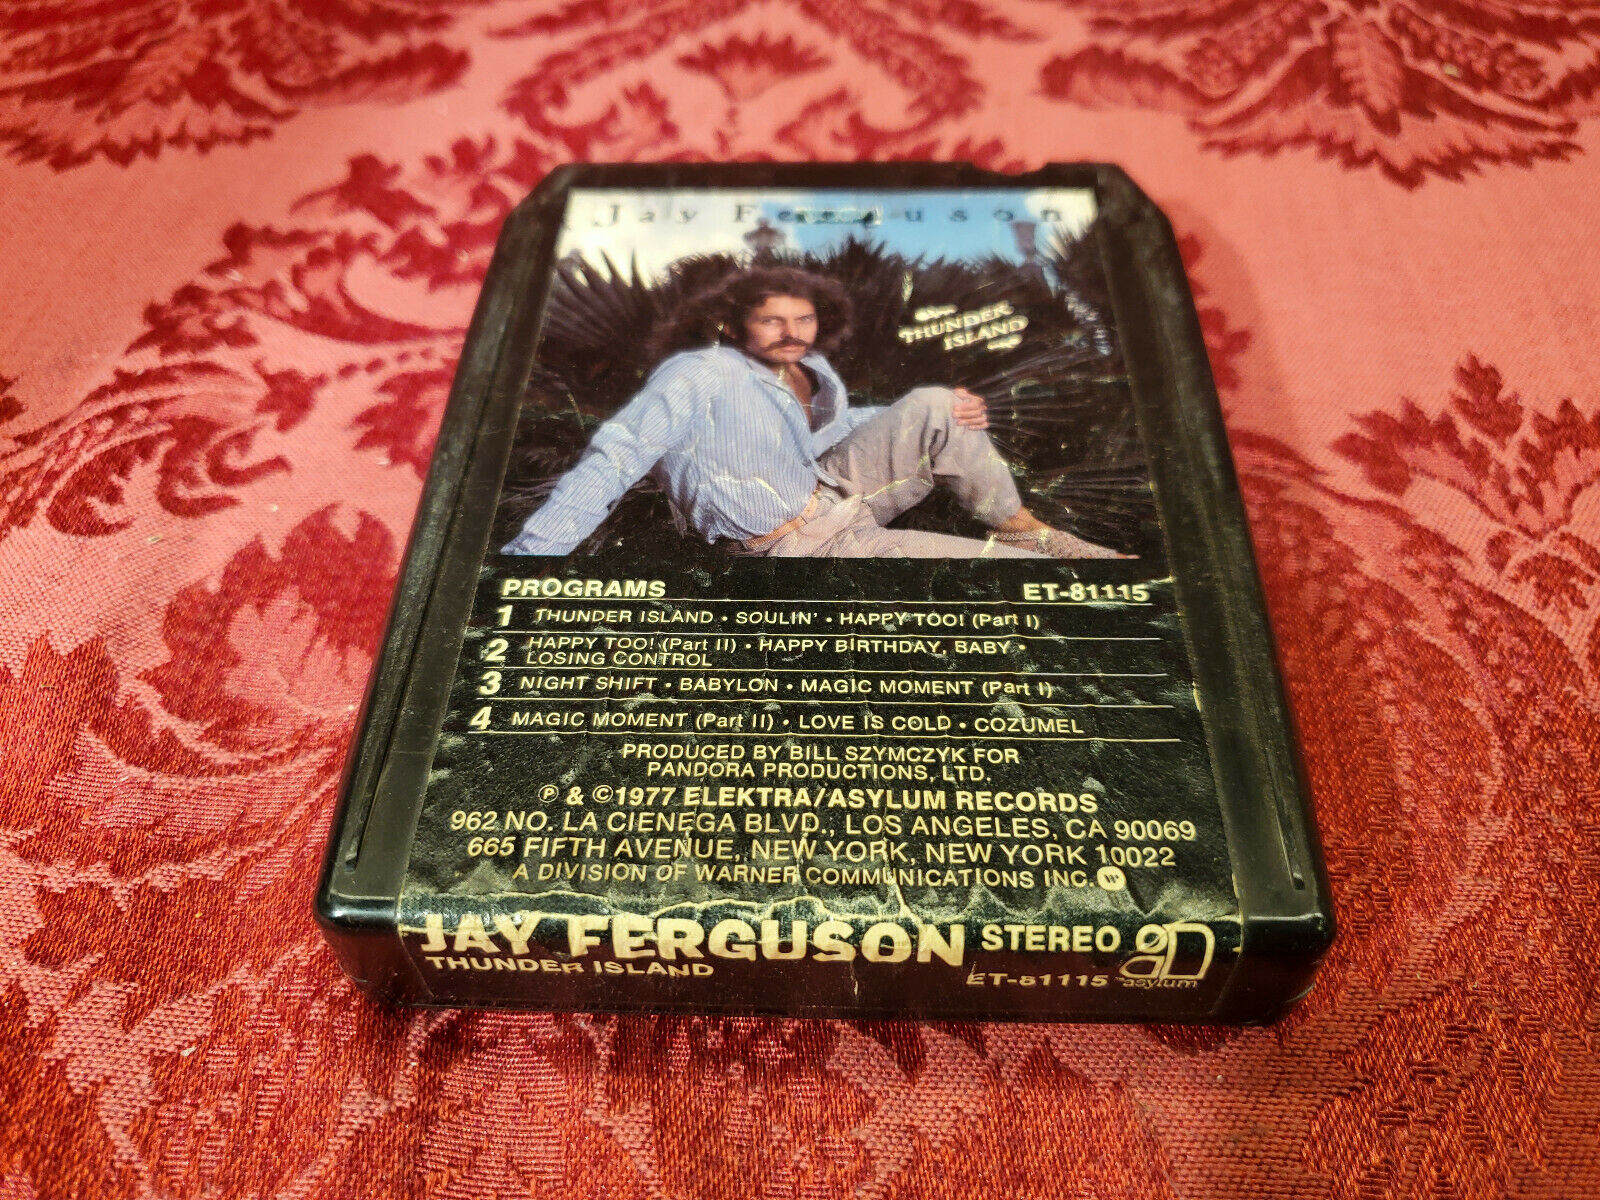 Jay Ferguson
THUNDER
ISLAND
PROGRAMS ET-81115
1 THUNDER ISLAND • SOULIN' • HAPPY TOO! (Part I)
2 HAPPY TOO! (Part II) • HAPPY BIRTHDAY, BABY •
LOSING CONTROL
3 NIGHT SHIFT • BABYLON • MAGIC MOMENT (Part I)
4 MAGIC MOMENT (Part II) • LOVE IS COLD • COZUMEL
PRODUCED BY BILL SZYMCZYK FOR
PANDORA PRODUCTIONS, LTD.
℗ & ©1977 ELEKTRA/ASYLUM RECORDS
962 NO. LA CIENEGA BLVD., LOS ANGELES, CA 90069
665 FIFTH AVENUE, NEW YORK, NEW YORK 10022
A DIVISION OF WARNER COMMUNICATIONS INC.
JAY FERGUSON STEREO
THUNDER ISLAND ET-81115 asylum